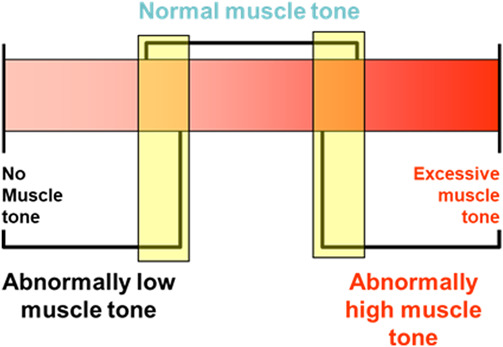 Normal muscle tone
No
Muscle
tone
Excessive
muscle
tone
Abnormally low
muscle tone
Abnormally
high muscle
tone